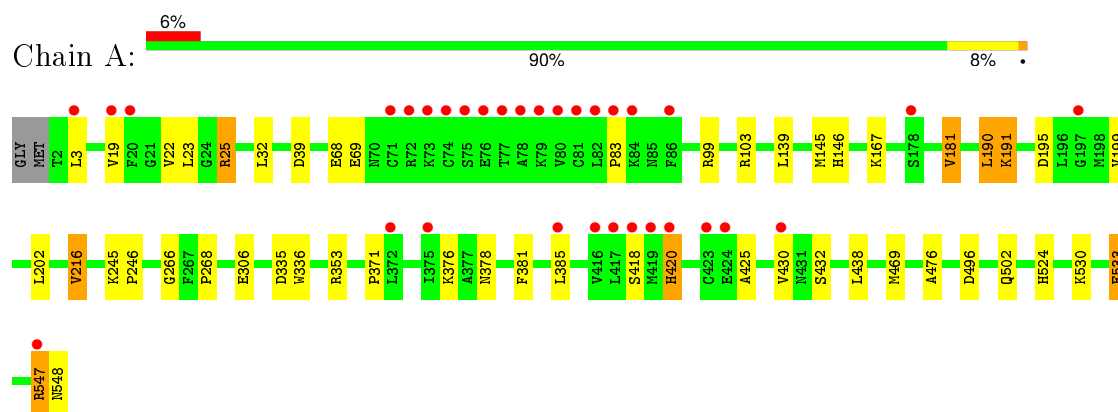 6%
Chain A:
90% 8% •
GLY MET T2 L3 V19 F20 G21 V22 L23 G24 R25 L32 D39 E68 E69 N70 C71 R72 K73 G74 S75 E76 T77 A78 K79 V80 C81 L82 P83 K84 N85 F86 R99 R103 L139 M145 H146 K167 S178 V181 L190 K191 D195 L196 G197 M198
L202 V216 K245 P246 G266 F267 P268 E306 D335 W336 R353 P371 L372 I375 K376 A377 N378 F381 L385 V416 L417 S418 M419 H420 C423 E424 A425 V430 N431 S432 L438 M469 A476 D496 Q502 H524 K530
R547 N548